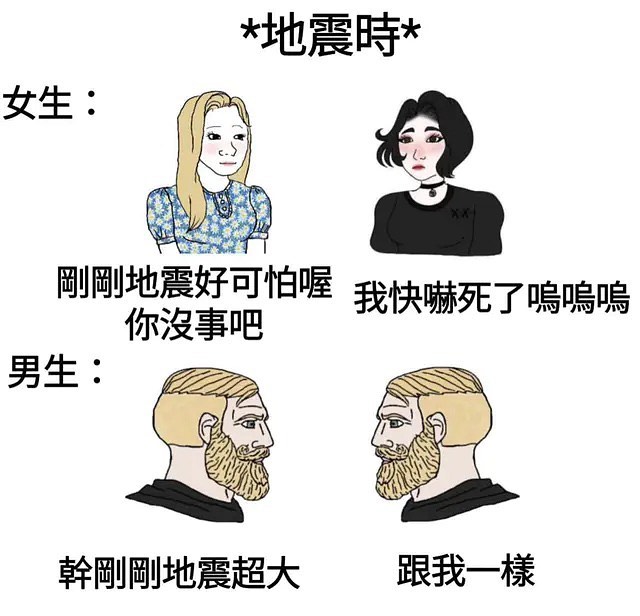 *地震時*
女生：
剛剛地震好可怕喔
你沒事吧
我快嚇死了嗚嗚嗚
男生：
幹剛剛地震超大
跟我一樣